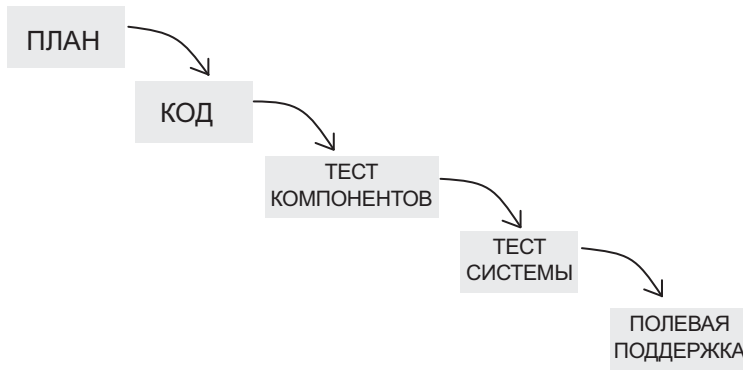 ПЛАН
КОД
ТЕСТ
КОМПОНЕНТОВ
ТЕСТ
СИСТЕМЫ
ПОЛЕВАЯ
ПОДДЕРЖКА